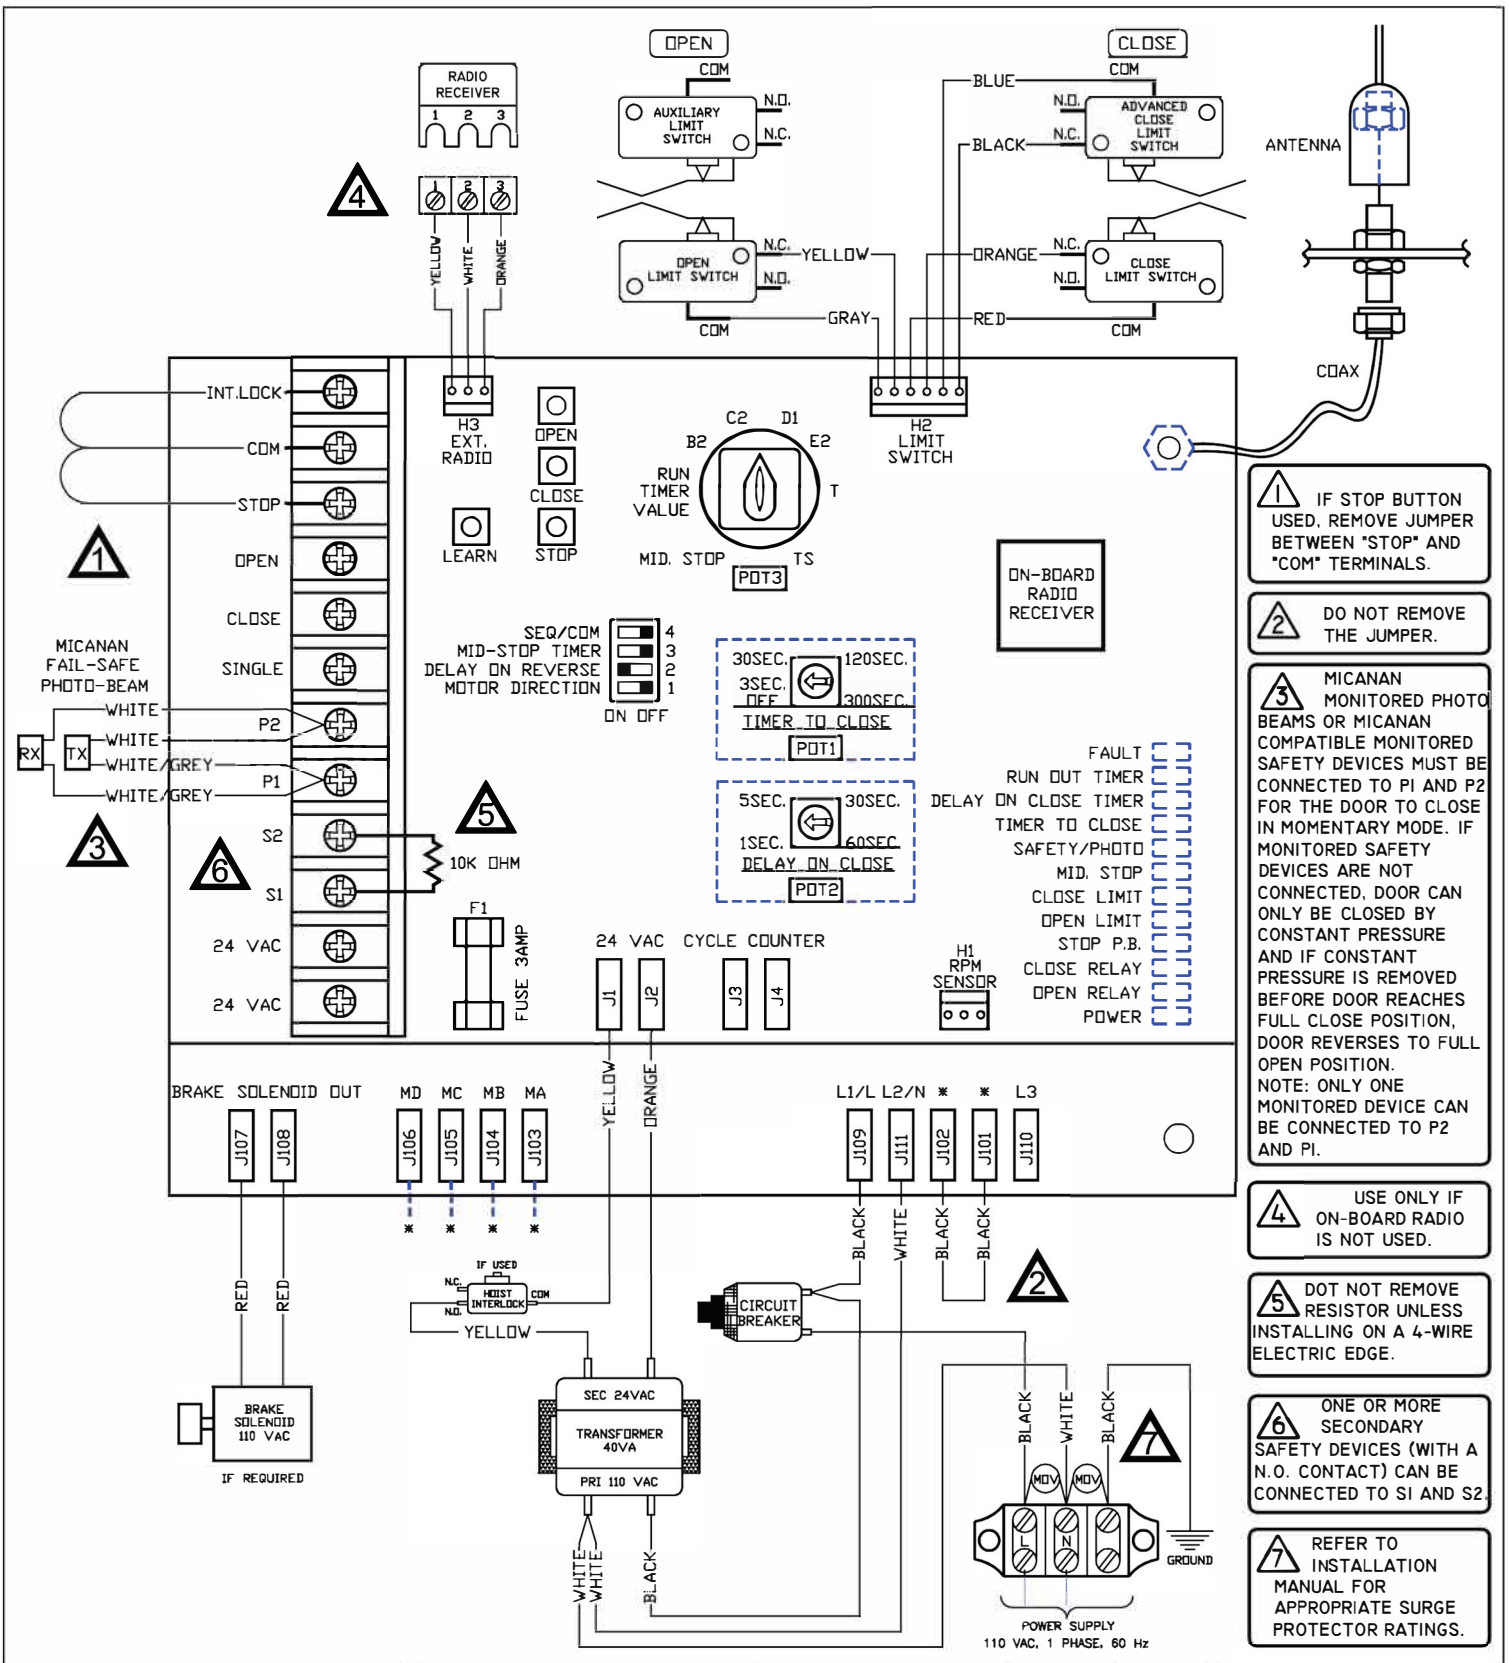 OPEN
CLOSE
RADIO
RECEIVER
1 2 3
COM
AUXILIARY
LIMIT
SWITCH
N.O.
N.C.
BLUE
COM
N.O.
N.C.
ADVANCED
CLOSE
LIMIT
SWITCH
BLACK
ANTENNA
4
1 2 3
YELLOW
WHITE
ORANGE
OPEN
LIMIT SWITCH
N.C.
N.O.
COM
YELLOW
GRAY
ORANGE
RED
N.C.
N.O.
CLOSE
LIMIT SWITCH
COM
COAX
INT.LOCK
COM
STOP
OPEN
CLOSE
SINGLE
P2
P1
S2
S1
24 VAC
24 VAC
1
MICANAN
FAIL-SAFE
PHOTO-BEAM
WHITE
WHITE
WHITE/GREY
WHITE/GREY
RX
TX
3
6
5
10K OHM
H3
EXT.
RADIO
OPEN
CLOSE
LEARN
STOP
RUN
TIMER
VALUE
B2
C2
D1
E2
T
TS
MID. STOP
POT3
H2
LIMIT
SWITCH
ON-BOARD
RADIO
RECEIVER
SEQ/COM 4
MID-STOP TIMER 3
DELAY ON REVERSE 2
MOTOR DIRECTION 1
ON OFF
30SEC. 120SEC.
3SEC.
OFF 300SEC.
TIMER TO CLOSE
POT1
5SEC. 30SEC.
1SEC. 60SEC.
DELAY ON CLOSE
POT2
FAULT
RUN OUT TIMER
DELAY ON CLOSE TIMER
TIMER TO CLOSE
SAFETY/PHOTO
MID. STOP
CLOSE LIMIT
OPEN LIMIT
STOP P.B.
CLOSE RELAY
OPEN RELAY
POWER
F1
FUSE 3AMP
24 VAC
J1
J2
CYCLE COUNTER
J3
J4
H1
RPM
SENSOR
YELLOW
ORANGE
BRAKE SOLENOID OUT
J107
J108
MD MC MB MA
J106
J105
J104
J103
* * * *
L1/L L2/N * * L3
J109
J111
J102
J101
J110
RED
RED
BLACK
WHITE
BLACK
BLACK
2
IF USED
N.C.
N.O.
HOIST
INTERLOCK
COM
YELLOW
CIRCUIT
BREAKER
BRAKE
SOLENOID
110 VAC
IF REQUIRED
SEC 24VAC
TRANSFORMER
40VA
PRI 110 VAC
WHITE
WHITE
BLACK
BLACK
WHITE
BLACK
7
MOV
MOV
L
N
GROUND
POWER SUPPLY
110 VAC, 1 PHASE, 60 Hz
1 IF STOP BUTTON
USED, REMOVE JUMPER
BETWEEN "STOP" AND
"COM" TERMINALS.
2 DO NOT REMOVE
THE JUMPER.
3 MICANAN
MONITORED PHOTO
BEAMS OR MICANAN
COMPATIBLE MONITORED
SAFETY DEVICES MUST BE
CONNECTED TO P1 AND P2
FOR THE DOOR TO CLOSE
IN MOMENTARY MODE. IF
MONITORED SAFETY
DEVICES ARE NOT
CONNECTED, DOOR CAN
ONLY BE CLOSED BY
CONSTANT PRESSURE
AND IF CONSTANT
PRESSURE IS REMOVED
BEFORE DOOR REACHES
FULL CLOSE POSITION,
DOOR REVERSES TO FULL
OPEN POSITION.
NOTE: ONLY ONE
MONITORED DEVICE CAN
BE CONNECTED TO P2
AND P1.
4 USE ONLY IF
ON-BOARD RADIO
IS NOT USED.
5 DOT NOT REMOVE
RESISTOR UNLESS
INSTALLING ON A 4-WIRE
ELECTRIC EDGE.
6 ONE OR MORE
SECONDARY
SAFETY DEVICES (WITH A
N.O. CONTACT) CAN BE
CONNECTED TO S1 AND S2.
7 REFER TO
INSTALLATION
MANUAL FOR
APPROPRIATE SURGE
PROTECTOR RATINGS.